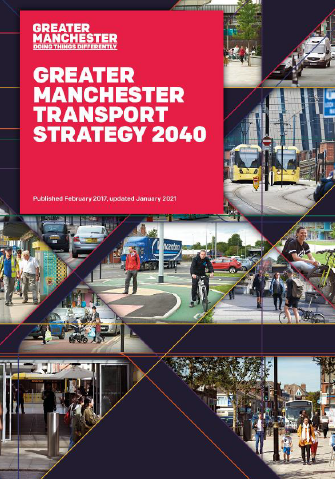 GREATER
MANCHESTER
DOING THINGS DIFFERENTLY
GREATER
MANCHESTER
TRANSPORT
STRATEGY 2040
Published February 2017, updated January 2021